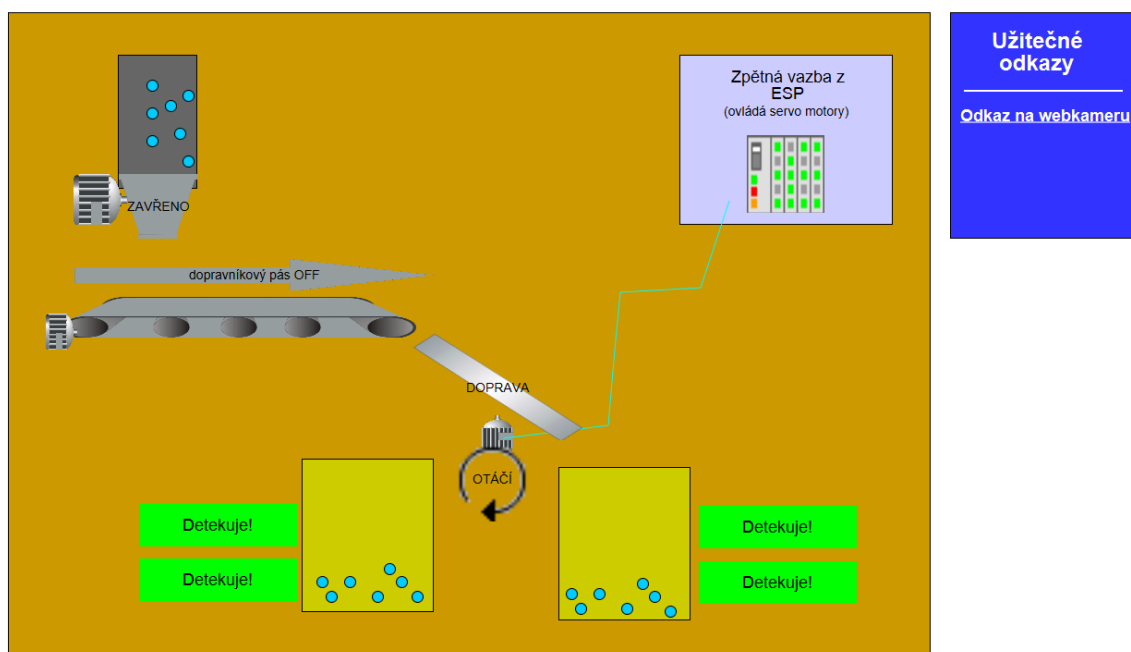 Užitečné
odkazy
Odkaz na webkameru
Zpětná vazba z
ESP
(ovládá servo motory)
ZAVŘENO
dopravníkový pás OFF
DOPRAVA
OTÁČÍ
Detekuje!
Detekuje!
Detekuje!
Detekuje!